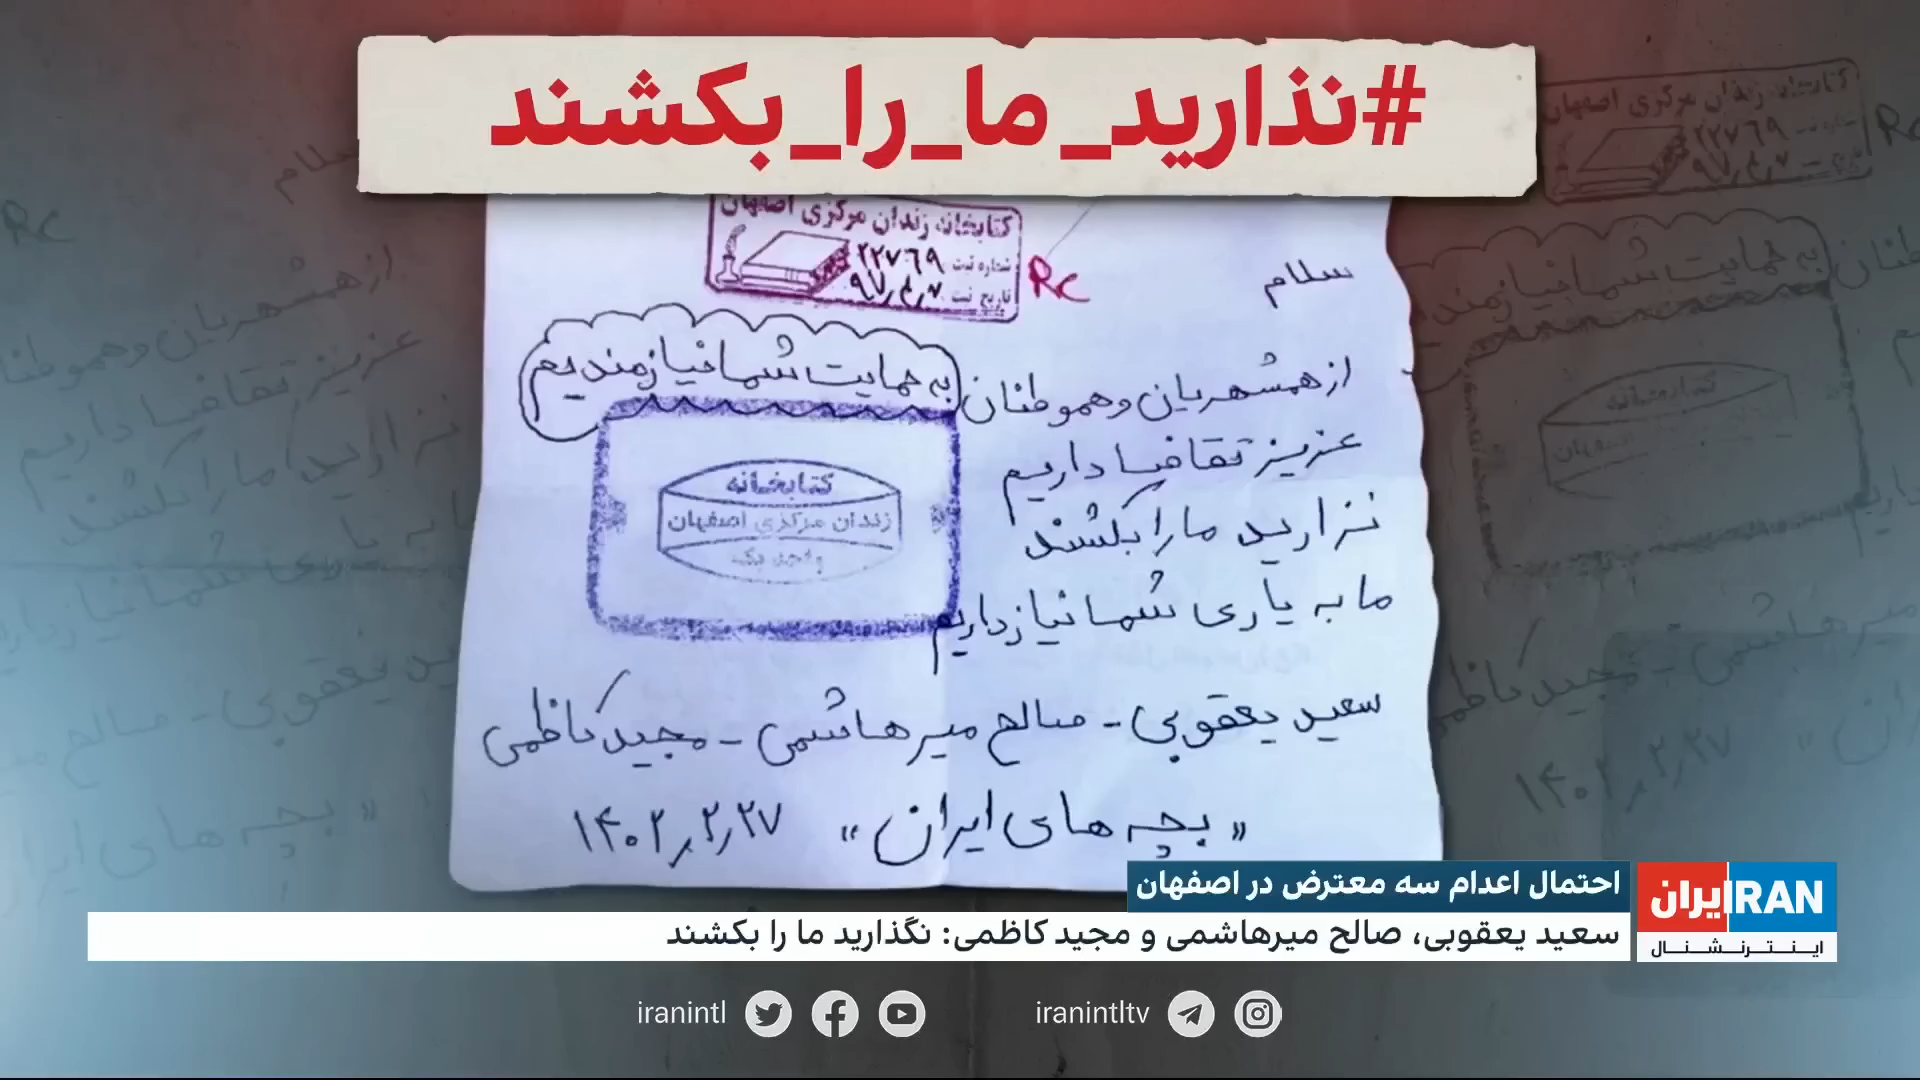 #نذارید_ما_را_بکشند
کتابخانه زندان مرکزی اصفهان
شماره ثبت ۲۲۷۶۹
تاریخ ثبت
RC
سلام
از همشهریان و هموطنان
به حمایت شما نیازمندیم
عزیز تقاضا داریم
نزارید ما را بکشند
ما به یاری شما نیاز داریم
کتابخانه
زندان مرکزی اصفهان
سعید یعقوبی - صالح میرهاشمی - مجید کاظمی
«بچه های ایران» ۱۴۰۲٫۲٫۲۷
احتمال اعدام سه معترض در اصفهان
سعید یعقوبی، صالح میرهاشمی و مجید کاظمی: نگذارید ما را بکشند
ایران IRAN
اینترنشنال
iranintl
iranintltv